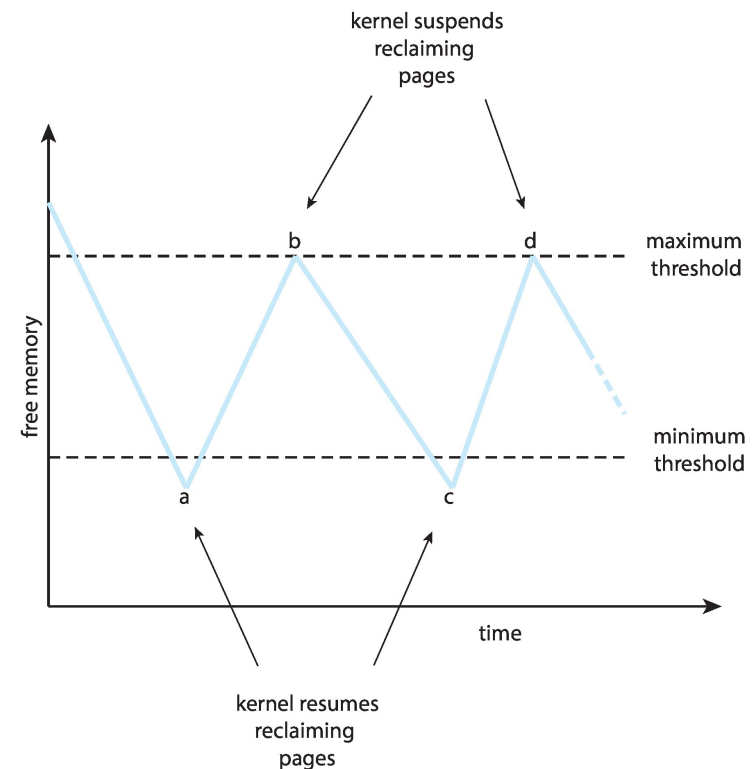 kernel suspends
reclaiming
pages
b
d
maximum
threshold
free memory
minimum
threshold
a
c
time
kernel resumes
reclaiming
pages